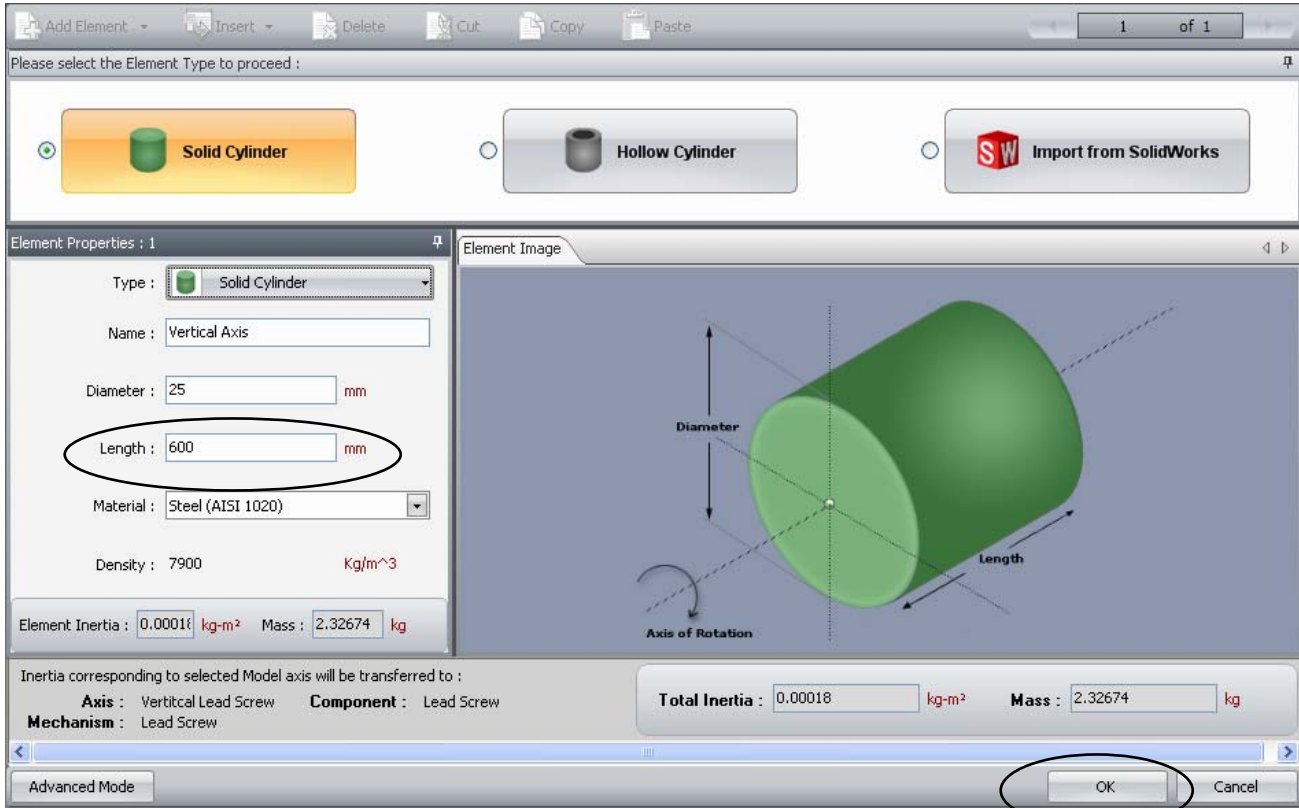 Add Element Insert Delete Cut Copy Paste 1 of 1
Please select the Element Type to proceed :
Solid Cylinder Hollow Cylinder SW Import from SolidWorks
Element Properties : 1
Element Image
Type : Solid Cylinder
Name : Vertical Axis
Diameter : 25 mm
Length : 600 mm
Material : Steel (AISI 1020)
Density : 7900 Kg/m^3
Element Inertia : 0.00018 kg-m² Mass : 2.32674 kg
Diameter
Length
Axis of Rotation
Inertia corresponding to selected Model axis will be transferred to :
Axis : Vertitcal Lead Screw Component : Lead Screw
Mechanism : Lead Screw
Total Inertia : 0.00018 kg-m² Mass : 2.32674 kg
Advanced Mode OK Cancel